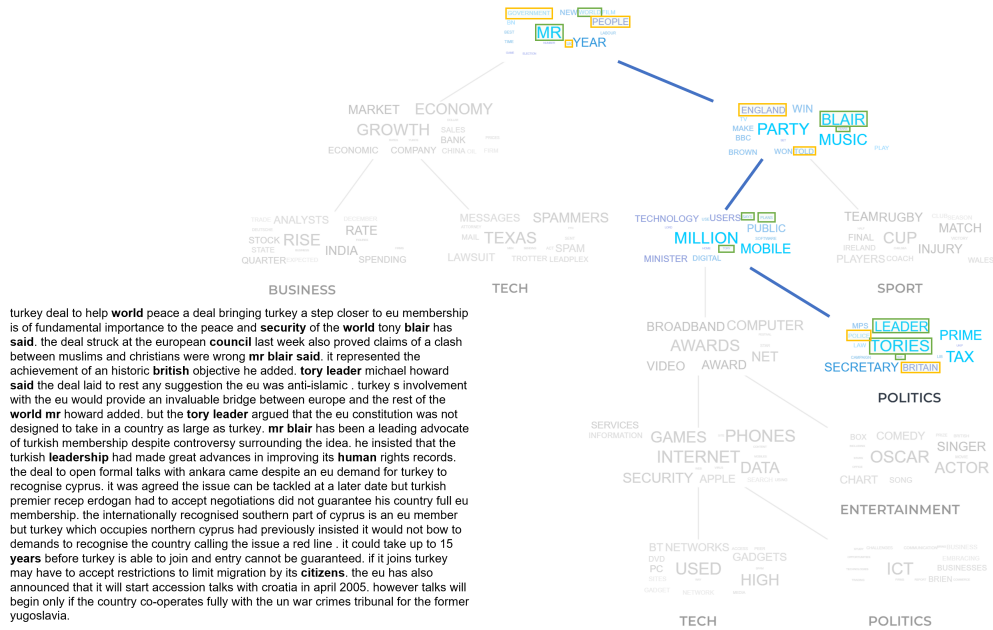 GOVERNMENT NEW WORLD FILM
PEOPLE
MR
LABOUR
YEAR
MARKET ECONOMY
GROWTH SALES
BANK
ECONOMIC COMPANY CHINA
ENGLAND WIN
TV
BLAIR
MAKE PARTY
BBC MUSIC
BROWN WON TOLD PLAY
TRADE ANALYSTS DECEMBER
RATE
STOCK RISE
STATE INDIA
QUARTER SPENDING
BUSINESS
MESSAGES SPAMMERS
MAIL TEXAS
SPAM
LAWSUIT TROTTER LEADPLEX
TECH
TECHNOLOGY USERS
PUBLIC
MILLION
MOBILE
MINISTER DIGITAL
TEAM RUGBY
MATCH
FINAL CUP
IRELAND INJURY
PLAYERS COACH WALES
SPORT
BROADBAND COMPUTER
AWARDS
NET
VIDEO AWARD
MPS LEADER
POLICE PRIME
LAW TORIES
TAX
SECRETARY BRITAIN
POLITICS
SERVICES
INFORMATION GAMES PHONES
INTERNET
DATA
SECURITY APPLE
BOX COMEDY
SINGER
OSCAR
ACTOR
CHART SONG
ENTERTAINMENT
BT NETWORKS
DVD GADGETS
PC USED
SITES HIGH
GADGET NETWORK
TECH
BUSINESS
EMBRACING
ICT BUSINESSES
BRIEN
POLITICS
turkey deal to help world peace a deal bringing turkey a step closer to eu membership
is of fundamental importance to the peace and security of the world tony blair has
said. the deal struck at the european council last week also proved claims of a clash
between muslims and christians were wrong mr blair said. it represented the
achievement of an historic british objective he added. tory leader michael howard
said the deal laid to rest any suggestion the eu was anti-islamic . turkey s involvement
with the eu would provide an invaluable bridge between europe and the rest of the
world mr howard added. but the tory leader argued that the eu constitution was not
designed to take in a country as large as turkey. mr blair has been a leading advocate
of turkish membership despite controversy surrounding the idea. he insisted that the
turkish leadership had made great advances in improving its human rights records.
the deal to open formal talks with ankara came despite an eu demand for turkey to
recognise cyprus. it was agreed the issue can be tackled at a later date but turkish
premier recep erdogan had to accept negotiations did not guarantee his country full eu
membership. the internationally recognised southern part of cyprus is an eu member
but turkey which occupies northern cyprus had previously insisted it would not bow to
demands to recognise the country calling the issue a red line . it could take up to 15
years before turkey is able to join and entry cannot be guaranteed. if it joins turkey
may have to accept restrictions to limit migration by its citizens. the eu has also
announced that it will start accession talks with croatia in april 2005. however talks will
begin only if the country co-operates fully with the un war crimes tribunal for the former
yugoslavia.